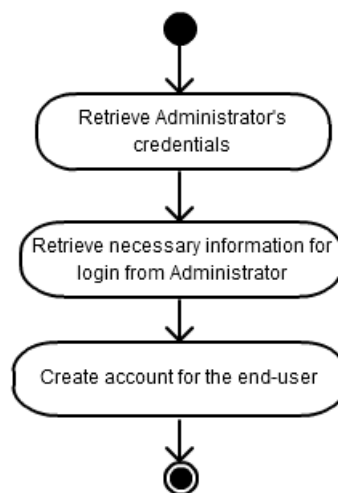 Retrieve Administrator's
credentials
Retrieve necessary information for
login from Administrator
Create account for the end-user